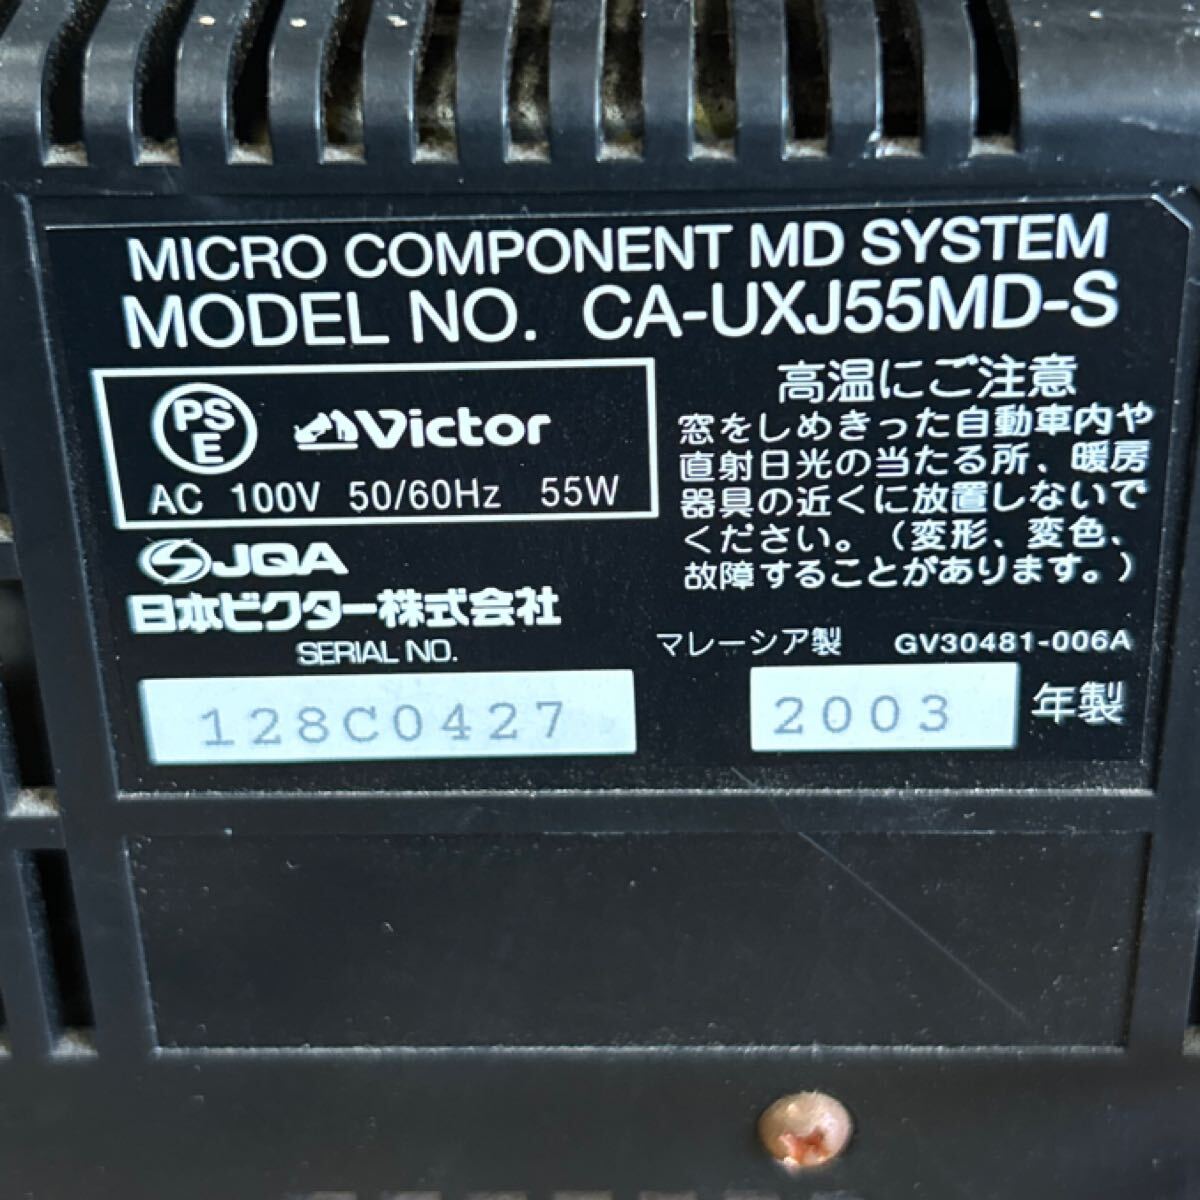 MICRO COMPONENT MD SYSTEM
MODEL NO. CA-UXJ55MD-S
PS
E
Victor
AC 100V 50/60Hz 55W
JQA
日本ビクター株式会社
SERIAL NO.
128C0427
高温にご注意
窓をしめきった自動車内や
直射日光の当たる所、暖房
器具の近くに放置しないで
ください。（変形、変色、
故障することがあります。）
マレーシア製 GV30481-006A
2003 年製